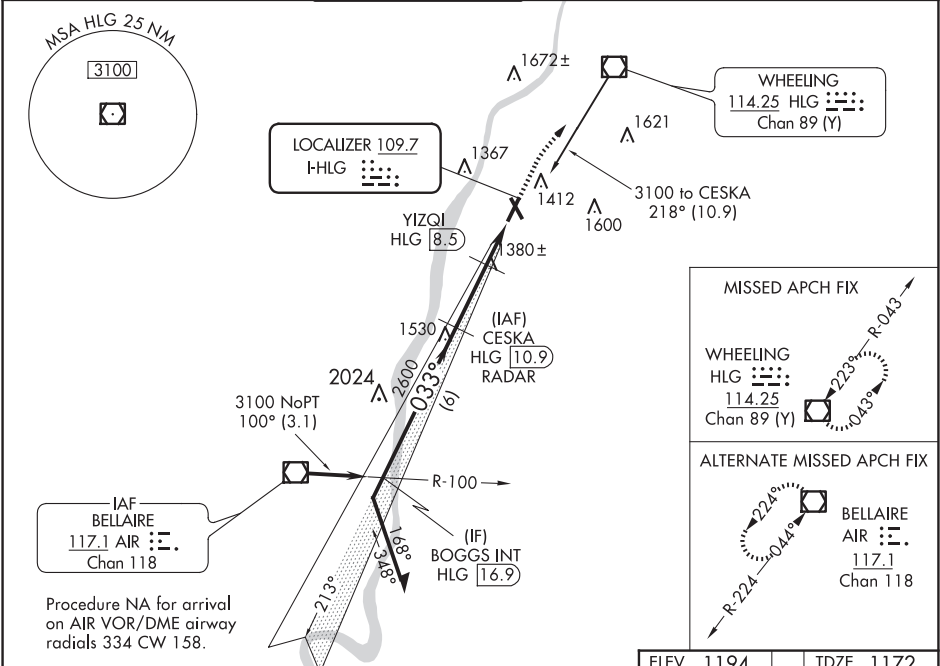 MSA HLG 25 NM
3100
1672±
WHEELING
114.25 HLG
Chan 89 (Y)
1621
LOCALIZER 109.7
I-HLG
1367
1412
1600
3100 to CESKA
218° (10.9)
YIZQI
HLG 8.5
1380±
1530
(IAF)
CESKA
HLG 10.9
RADAR
2024
2600
033°
(6)
3100 NoPT
100° (3.1)
R-100
IAF
BELLAIRE
117.1 AIR
Chan 118
(IF)
BOGGS INT
HLG 16.9
168°
348°
213°
Procedure NA for arrival
on AIR VOR/DME airway
radials 334 CW 158.
MISSED APCH FIX
R-043
WHEELING
HLG
114.25
Chan 89 (Y)
223°
043°
ALTERNATE MISSED APCH FIX
224°
044°
R-224
BELLAIRE
AIR
117.1
Chan 118
ELEV 1194
TDZE 1172